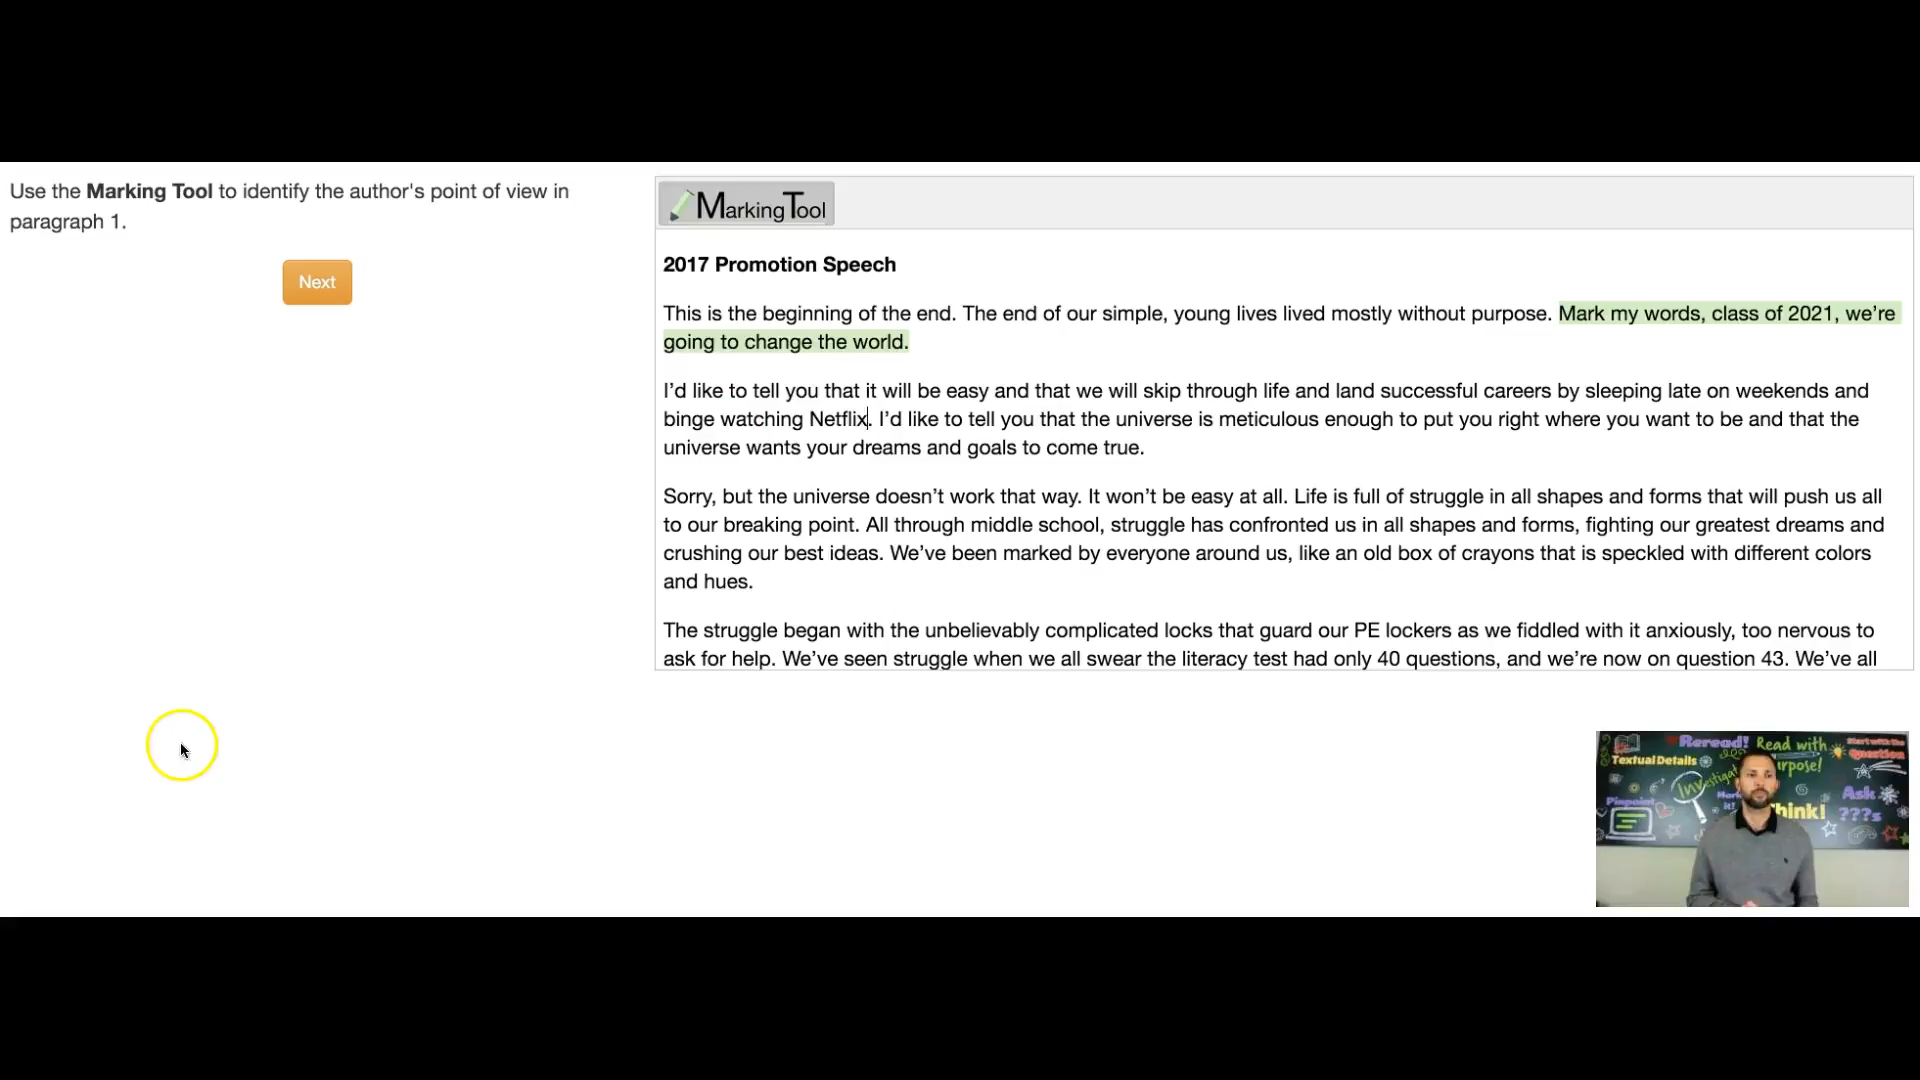 Use the Marking Tool to identify the author's point of view in
paragraph 1.
Next
MarkingTool
2017 Promotion Speech
This is the beginning of the end. The end of our simple, young lives lived mostly without purpose. Mark my words, class of 2021, we’re
going to change the world.
I’d like to tell you that it will be easy and that we will skip through life and land successful careers by sleeping late on weekends and
binge watching Netflix. I’d like to tell you that the universe is meticulous enough to put you right where you want to be and that the
universe wants your dreams and goals to come true.
Sorry, but the universe doesn’t work that way. It won’t be easy at all. Life is full of struggle in all shapes and forms that will push us all
to our breaking point. All through middle school, struggle has confronted us in all shapes and forms, fighting our greatest dreams and
crushing our best ideas. We’ve been marked by everyone around us, like an old box of crayons that is speckled with different colors
and hues.
The struggle began with the unbelievably complicated locks that guard our PE lockers as we fiddled with it anxiously, too nervous to
ask for help. We’ve seen struggle when we all swear the literacy test had only 40 questions, and we’re now on question 43. We’ve all
Reread!
Read with
urpose!
Start with the
Question
Textual Details
Investigat
Mark
it!
Pinpoint
hink!
Ask
???s